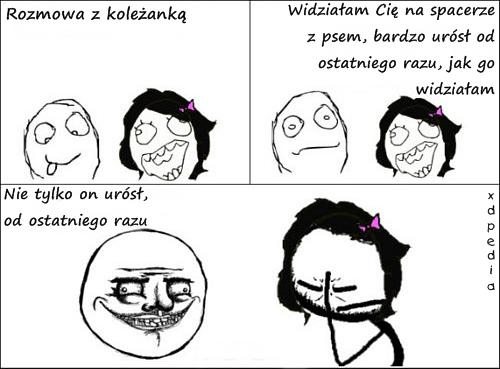 Rozmowa z koleżanką
Widziałam Cię na spacerze
z psem, bardzo urósł od
ostatniego razu, jak go
widziałam
Nie tylko on urósł,
od ostatniego razu
xdpedia